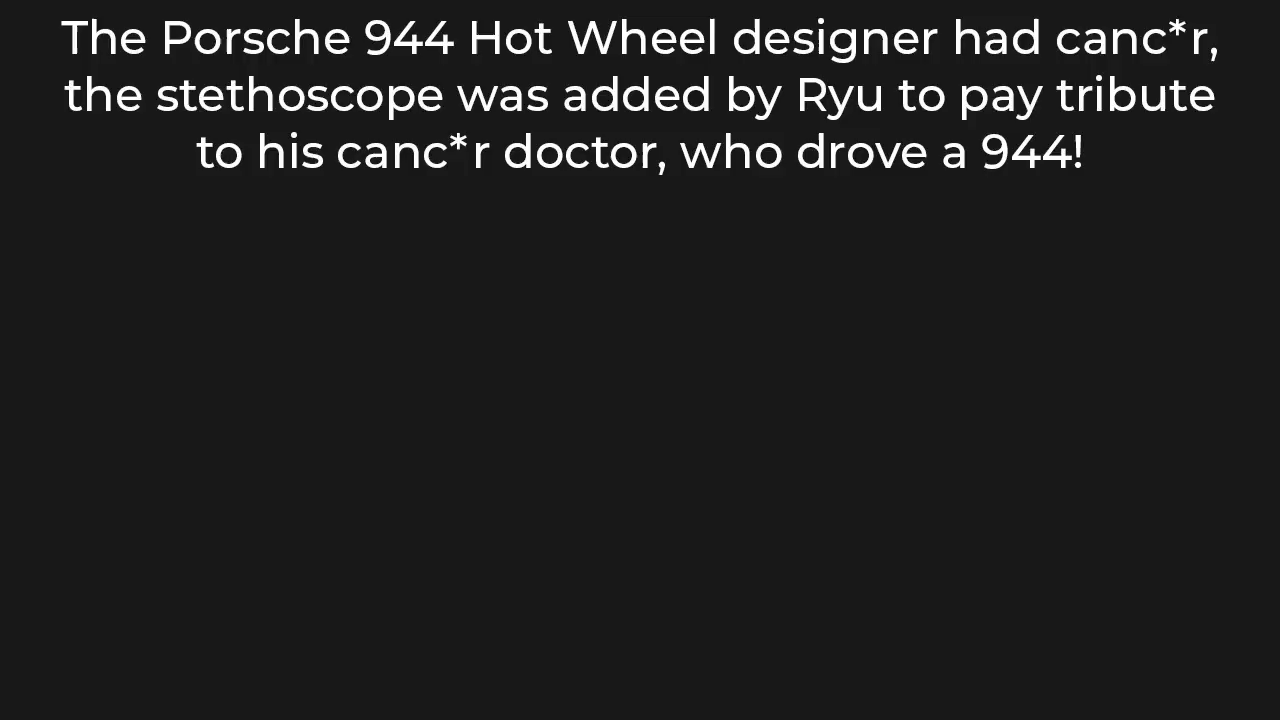 The Porsche 944 Hot Wheel designer had canc*r,
the stethoscope was added by Ryu to pay tribute
to his canc*r doctor, who drove a 944!